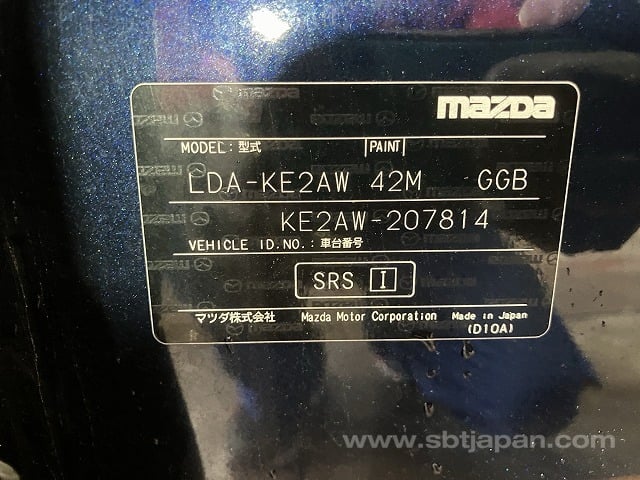 mazda
MODEL : 型式 PAINT
LDA-KE2AW 42M GGB
KE2AW-207814
VEHICLE ID.NO.: 車台番号
SRS I
マツダ株式会社 Mazda Motor Corporation Made in Japan
(D10A)
www.sbtjapan.com